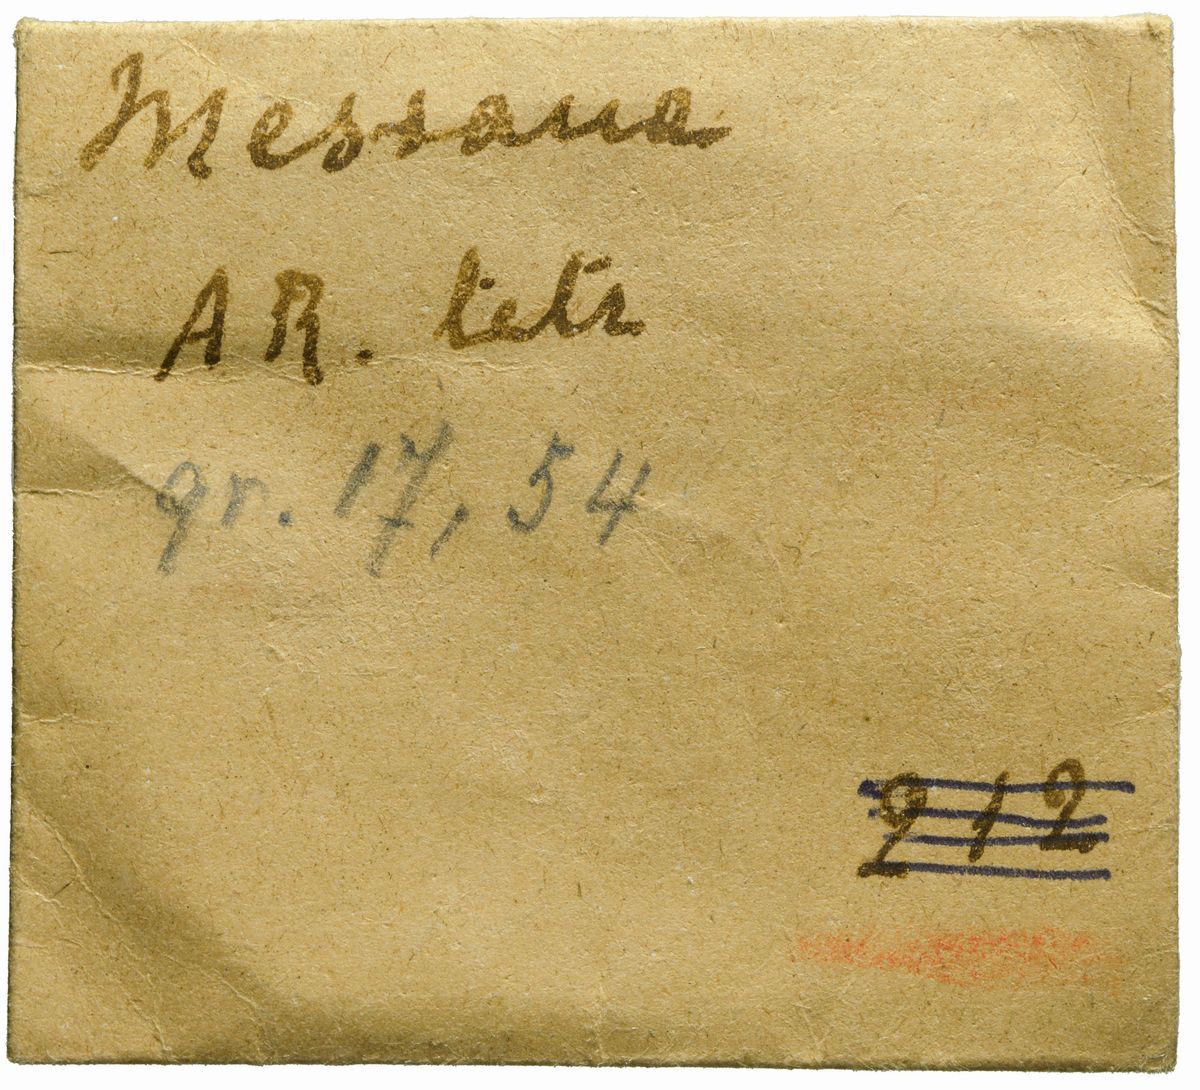 Messana
AR. tetr
gr. 17,54
212